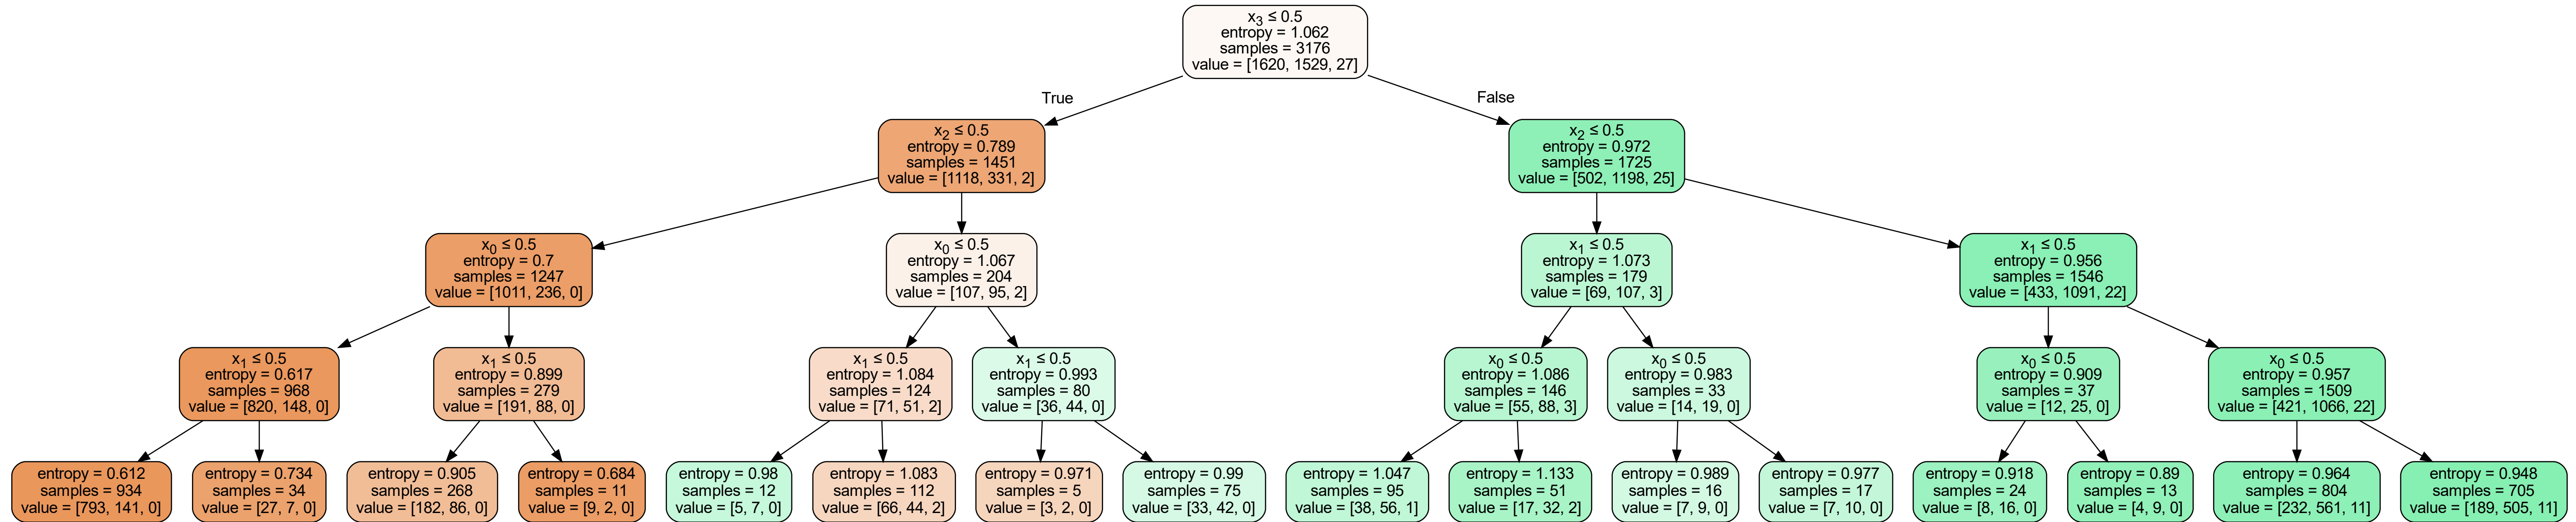 x3 ≤ 0.5
entropy = 1.062
samples = 3176
value = [1620, 1529, 27]
True
False
x2 ≤ 0.5
entropy = 0.789
samples = 1451
value = [1118, 331, 2]
x2 ≤ 0.5
entropy = 0.972
samples = 1725
value = [502, 1198, 25]
x0 ≤ 0.5
entropy = 0.7
samples = 1247
value = [1011, 236, 0]
x0 ≤ 0.5
entropy = 1.067
samples = 204
value = [107, 95, 2]
x1 ≤ 0.5
entropy = 1.073
samples = 179
value = [69, 107, 3]
x1 ≤ 0.5
entropy = 0.956
samples = 1546
value = [433, 1091, 22]
x1 ≤ 0.5
entropy = 0.617
samples = 968
value = [820, 148, 0]
x1 ≤ 0.5
entropy = 0.899
samples = 279
value = [191, 88, 0]
x1 ≤ 0.5
entropy = 1.084
samples = 124
value = [71, 51, 2]
x1 ≤ 0.5
entropy = 0.993
samples = 80
value = [36, 44, 0]
x0 ≤ 0.5
entropy = 1.086
samples = 146
value = [55, 88, 3]
x0 ≤ 0.5
entropy = 0.983
samples = 33
value = [14, 19, 0]
x0 ≤ 0.5
entropy = 0.909
samples = 37
value = [12, 25, 0]
x0 ≤ 0.5
entropy = 0.957
samples = 1509
value = [421, 1066, 22]
entropy = 0.612
samples = 934
value = [793, 141, 0]
entropy = 0.734
samples = 34
value = [27, 7, 0]
entropy = 0.905
samples = 268
value = [182, 86, 0]
entropy = 0.684
samples = 11
value = [9, 2, 0]
entropy = 0.98
samples = 12
value = [5, 7, 0]
entropy = 1.083
samples = 112
value = [66, 44, 2]
entropy = 0.971
samples = 5
value = [3, 2, 0]
entropy = 0.99
samples = 75
value = [33, 42, 0]
entropy = 1.047
samples = 95
value = [38, 56, 1]
entropy = 1.133
samples = 51
value = [17, 32, 2]
entropy = 0.989
samples = 16
value = [7, 9, 0]
entropy = 0.977
samples = 17
value = [7, 10, 0]
entropy = 0.918
samples = 24
value = [8, 16, 0]
entropy = 0.89
samples = 13
value = [4, 9, 0]
entropy = 0.964
samples = 804
value = [232, 561, 11]
entropy = 0.948
samples = 705
value = [189, 505, 11]